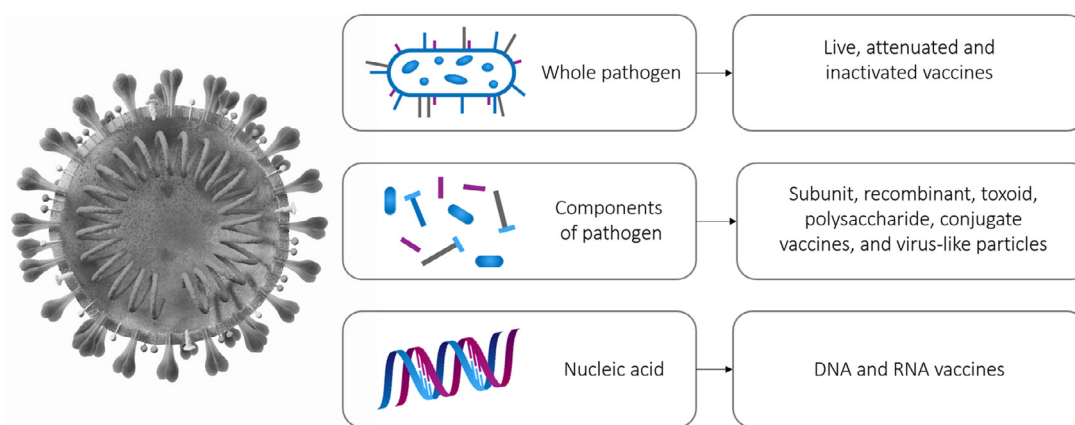 Whole pathogen
Live, attenuated and
inactivated vaccines
Components
of pathogen
Subunit, recombinant, toxoid,
polysaccharide, conjugate
vaccines, and virus-like particles
Nucleic acid
DNA and RNA vaccines